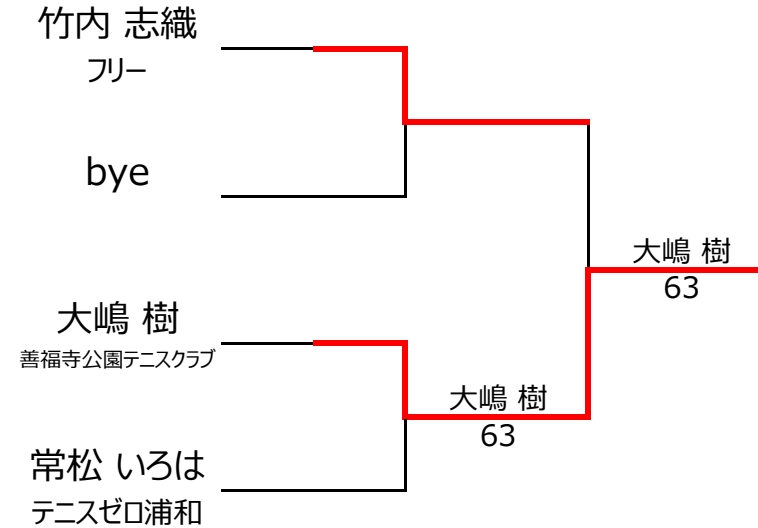 竹内 志織
フリー
bye
大嶋 樹
63
大嶋 樹
善福寺公園テニスクラブ
大嶋 樹
63
常松 いろは
テニスゼロ浦和